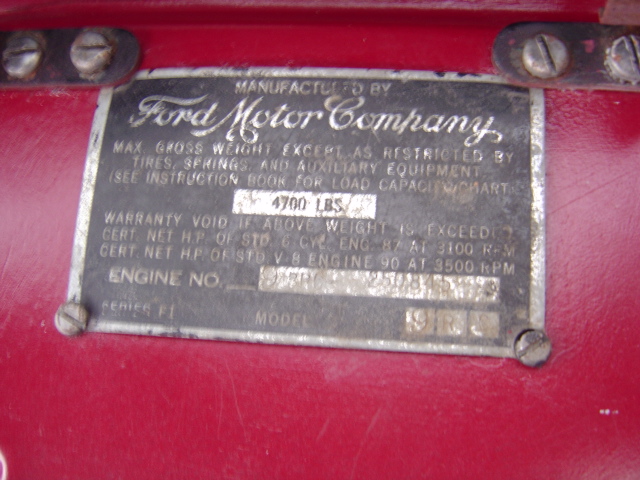 MANUFACTURED BY
Ford Motor Company
MAX. GROSS WEIGHT EXCEPT AS RESTRICTED BY
TIRES, SPRINGS, AND AUXILIARY EQUIPMENT
(SEE INSTRUCTION BOOK FOR LOAD CAPACITY CHART
4700 LBS.
WARRANTY VOID IF ABOVE WEIGHT IS EXCEEDED
CERT. NET H.P. OF STD. 6 CYL. ENG. 87 AT 3100 RPM
CERT. NET H.P. OF STD. V-8 ENGINE 90 AT 3500 RPM
ENGINE NO.
SERIES F1 MODEL